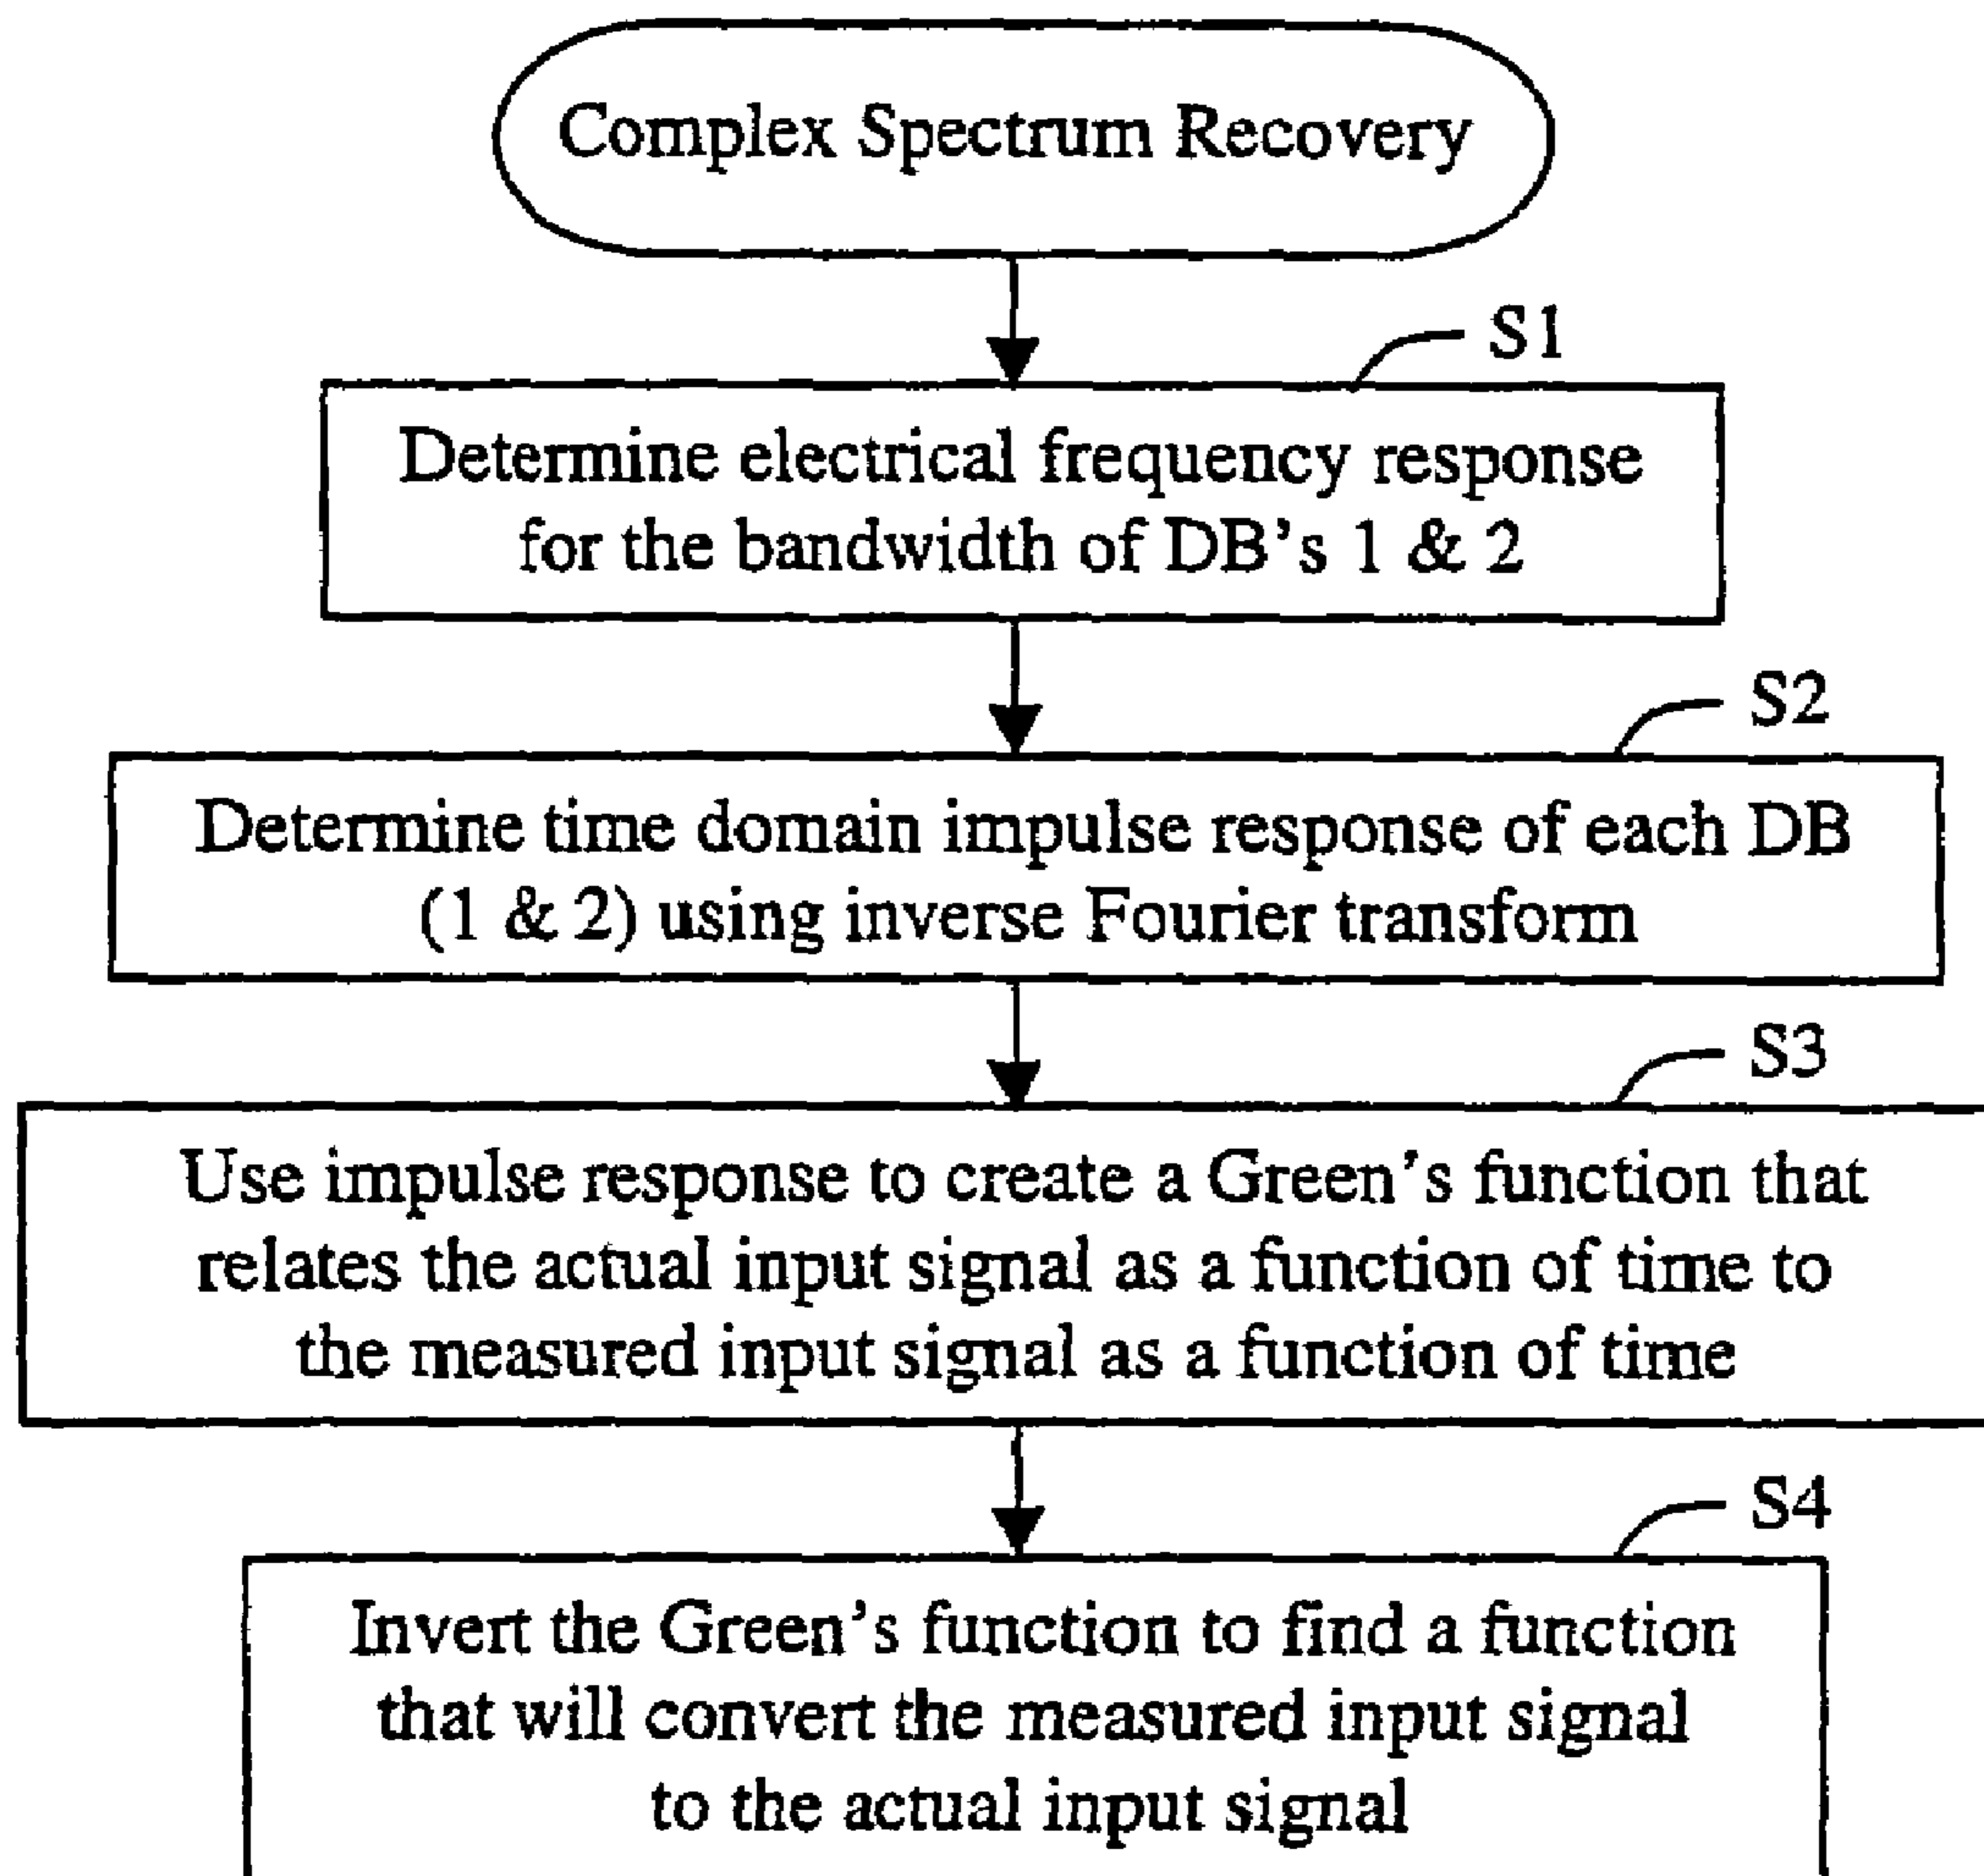 Complex Spectrum Recovery
S1
Determine electrical frequency response
for the bandwidth of DB's 1 & 2
S2
Determine time domain impulse response of each DB
(1 & 2) using inverse Fourier transform
S3
Use impulse response to create a Green's function that
relates the actual input signal as a function of time to
the measured input signal as a function of time
S4
Invert the Green's function to find a function
that will convert the measured input signal
to the actual input signal